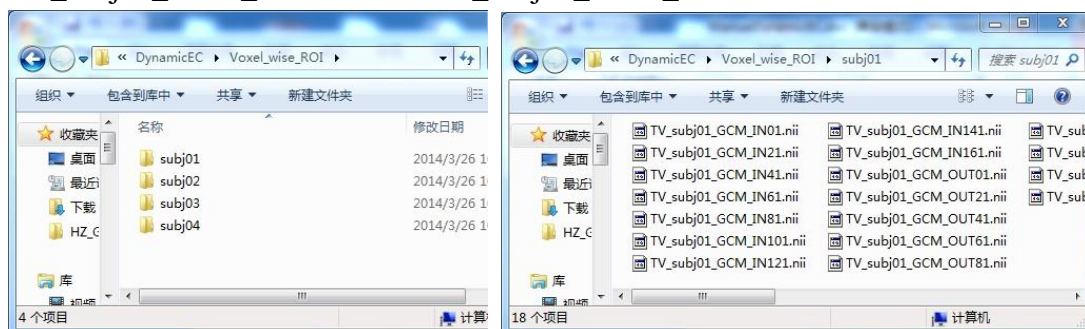 « DynamicEC ▸ Voxel_wise_ROI ▸
组织 包含到库中 共享 新建文件夹
收藏夹
桌面
下载
库
名称 修改日期
subj01 2014/3/26 1
subj02 2014/3/26 1
subj03 2014/3/26 1
subj04 2014/3/26 1
4 个项目
« DynamicEC ▸ Voxel_wise_ROI ▸ subj01 搜索 subj01
组织 包含到库中 共享 新建文件夹
收藏夹
桌面
下载
库
TV_subj01_GCM_IN01.nii TV_subj01_GCM_IN141.nii
TV_subj01_GCM_IN21.nii TV_subj01_GCM_IN161.nii
TV_subj01_GCM_IN41.nii TV_subj01_GCM_OUT01.nii
TV_subj01_GCM_IN61.nii TV_subj01_GCM_OUT21.nii
TV_subj01_GCM_IN81.nii TV_subj01_GCM_OUT41.nii
TV_subj01_GCM_IN101.nii TV_subj01_GCM_OUT61.nii
TV_subj01_GCM_IN121.nii TV_subj01_GCM_OUT81.nii
18 个项目 计算机